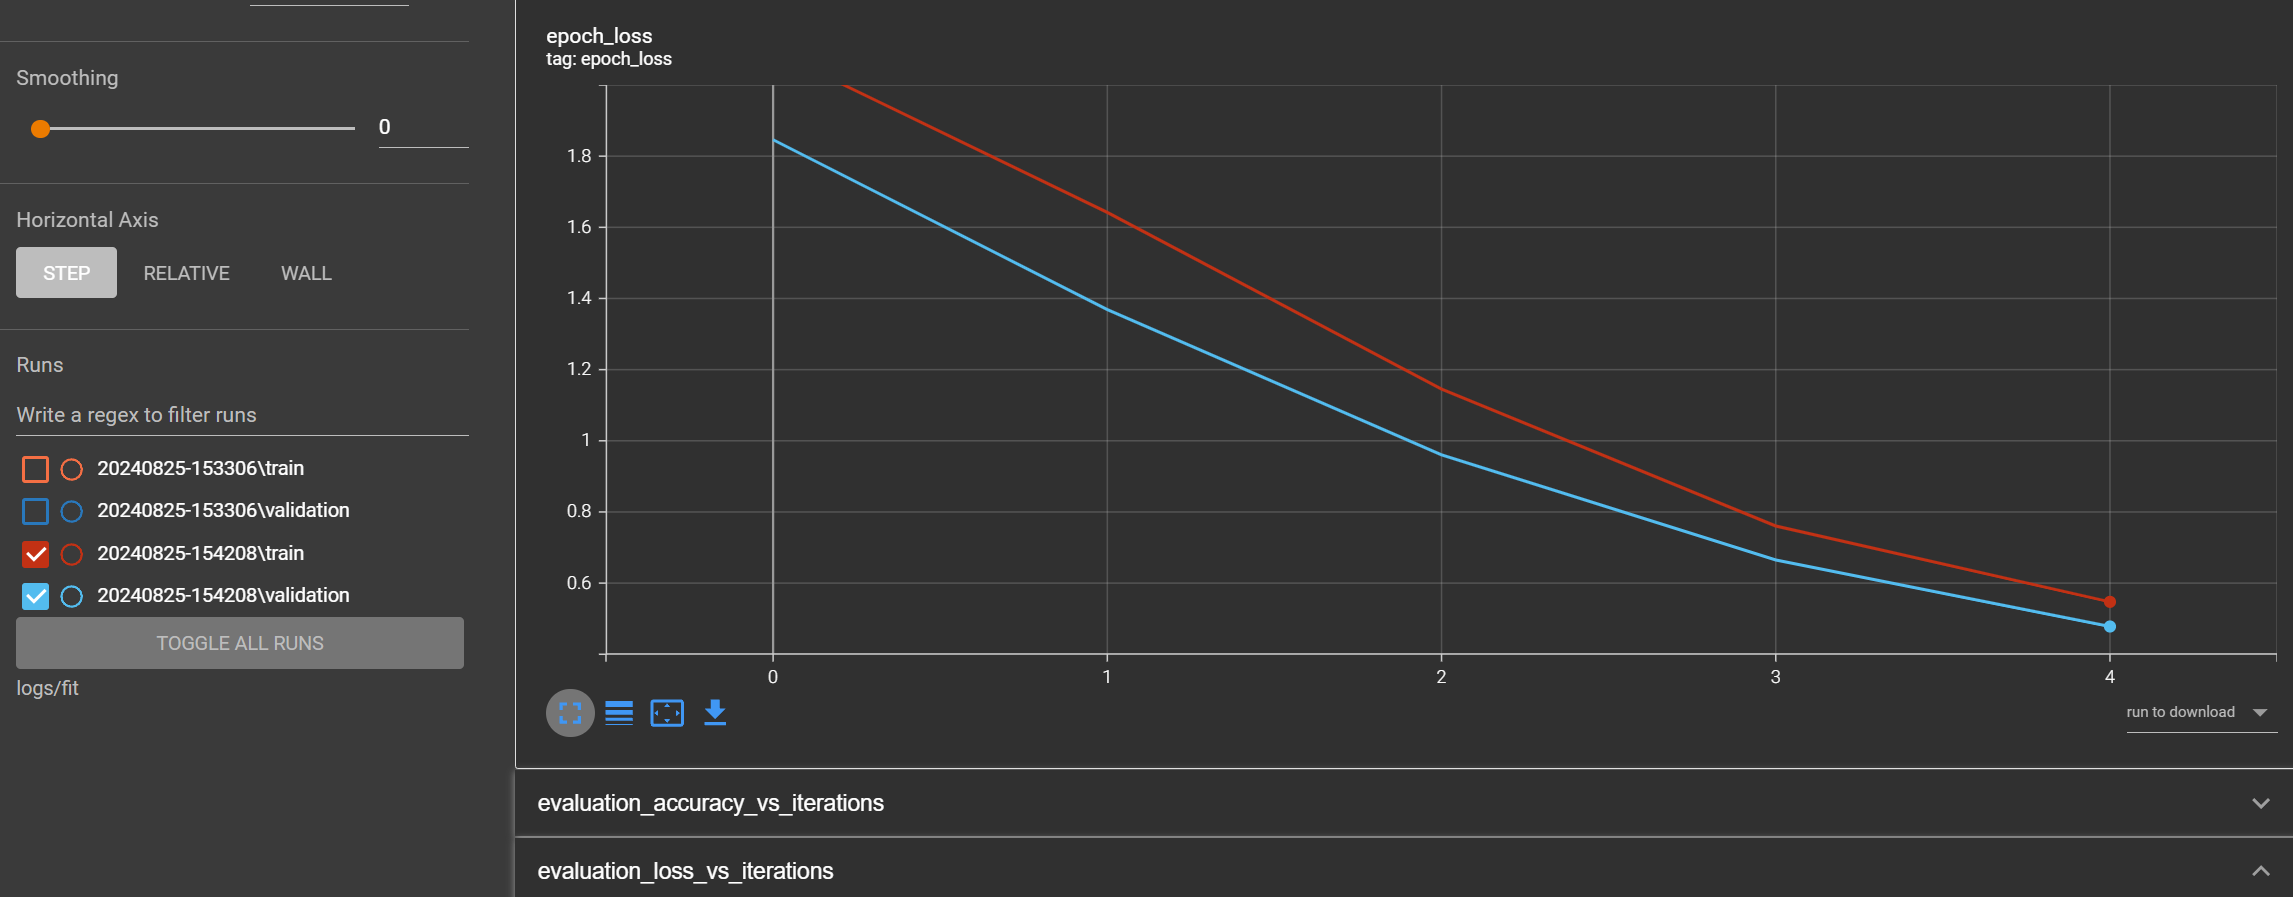 Smoothing
0
Horizontal Axis
STEP RELATIVE WALL
Runs
Write a regex to filter runs
20240825-153306\train
20240825-153306\validation
20240825-154208\train
20240825-154208\validation
TOGGLE ALL RUNS
logs/fit
epoch_loss
tag: epoch_loss
1.8
1.6
1.4
1.2
1
0.8
0.6
0 1 2 3 4
run to download
evaluation_accuracy_vs_iterations
evaluation_loss_vs_iterations